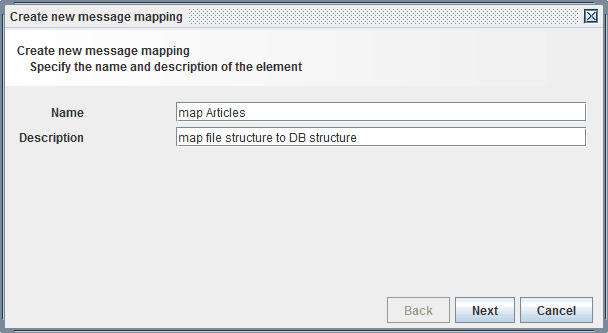 Create new message mapping
Create new message mapping
Specify the name and description of the element
Name map Articles
Description map file structure to DB structure
Back Next Cancel